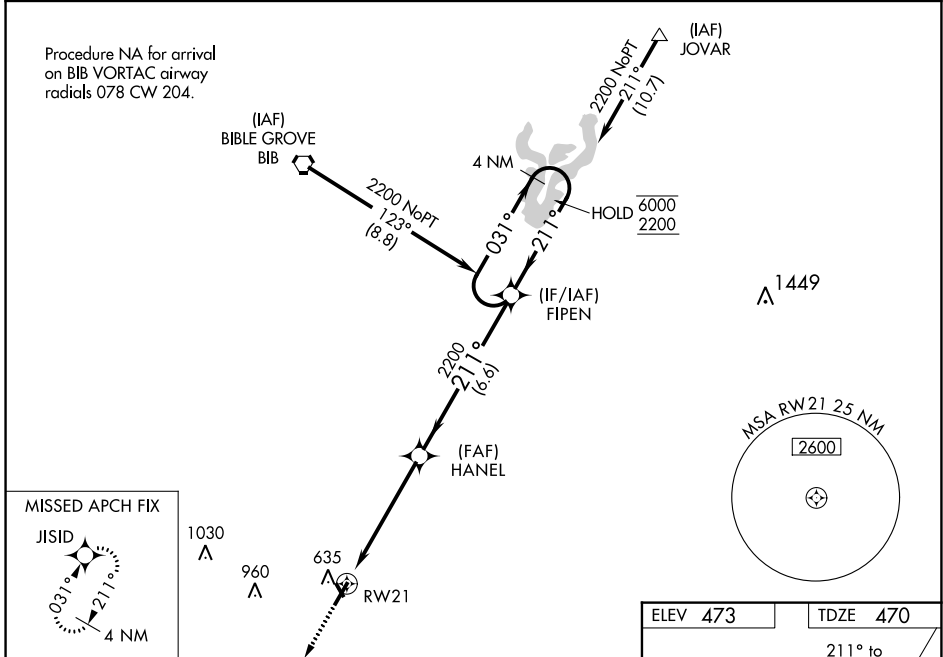 Procedure NA for arrival
on BIB VORTAC airway
radials 078 CW 204.
(IAF)
JOVAR
2200 NoPT
211°
(10.7)
(IAF)
BIBLE GROVE
BIB
2200 NoPT
123°
(8.8)
4 NM
HOLD
6000
2200
031°
211°
(IF/IAF)
FIPEN
1449
2200
211°
(6.6)
MSA RW21 25 NM
2600
(FAF)
HANEL
MISSED APCH FIX
JISID
031°
211°
4 NM
1030
960
635
RW21
ELEV 473
TDZE 470
211° to